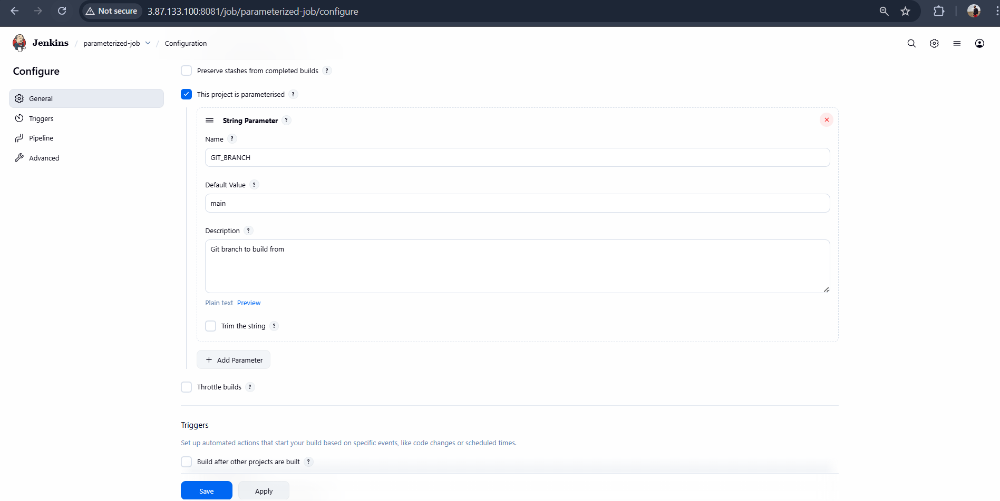 Not secure 3.87.133.100:8081/job/parameterized-job/configure
Jenkins / parameterized-job / Configuration
Configure
General
Triggers
Pipeline
Advanced
Preserve stashes from completed builds ?
This project is parameterised ?
String Parameter ?
Name ?
GIT_BRANCH
Default Value ?
main
Description ?
Git branch to build from
Plain text Preview
Trim the string ?
+ Add Parameter
Throttle builds ?
Triggers
Set up automated actions that start your build based on specific events, like code changes or scheduled times.
Build after other projects are built ?
Save Apply